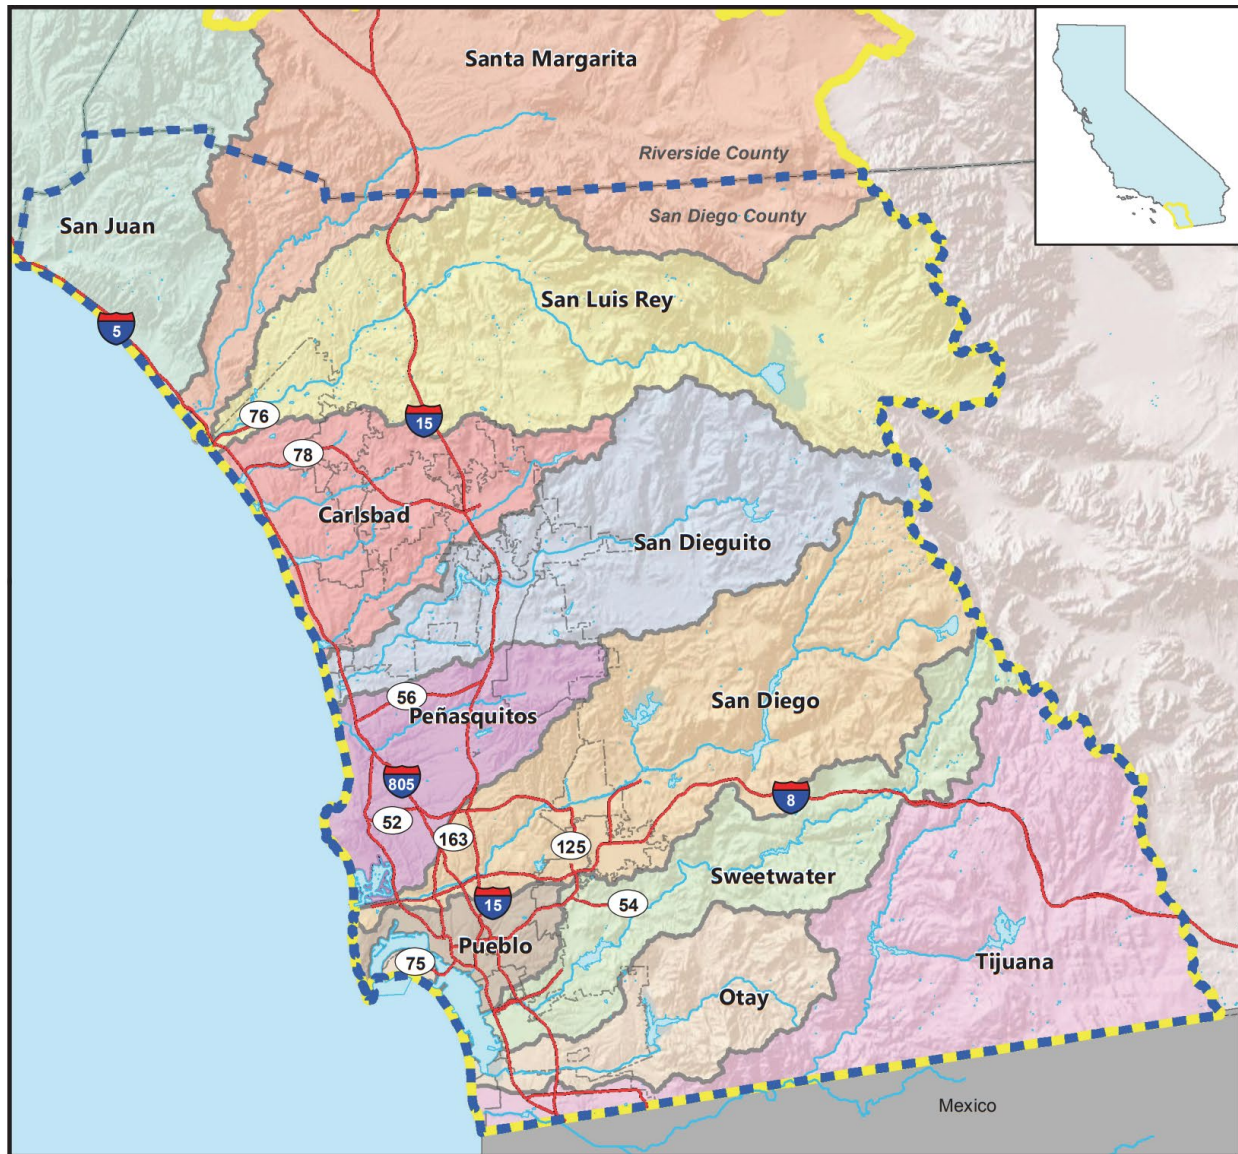 Santa Margarita
Riverside County
San Diego County
San Juan
San Luis Rey
5
76
15
78
Carlsbad
San Dieguito
56
Peñasquitos
San Diego
805
8
52
163
125
Sweetwater
15
54
Pueblo
75
Tijuana
Otay
Mexico